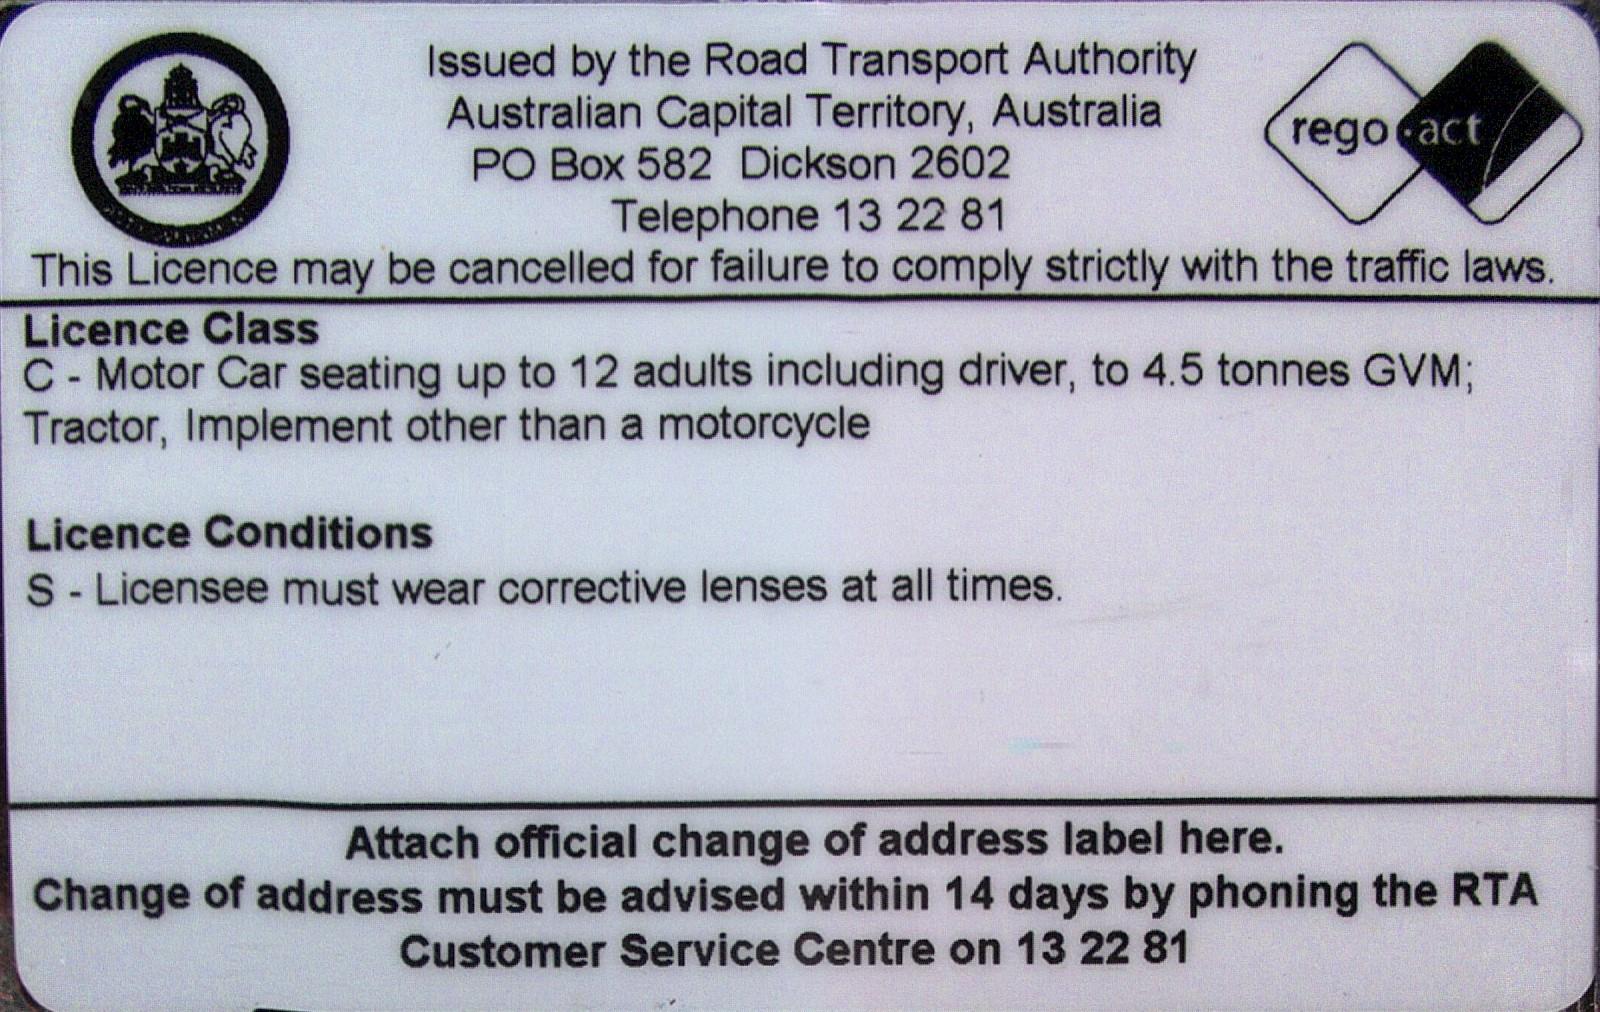 Issued by the Road Transport Authority
Australian Capital Territory, Australia
PO Box 582 Dickson 2602
Telephone 13 22 81
rego·act
This Licence may be cancelled for failure to comply strictly with the traffic laws.
Licence Class
C - Motor Car seating up to 12 adults including driver, to 4.5 tonnes GVM;
Tractor, Implement other than a motorcycle
Licence Conditions
S - Licensee must wear corrective lenses at all times.
Attach official change of address label here.
Change of address must be advised within 14 days by phoning the RTA
Customer Service Centre on 13 22 81